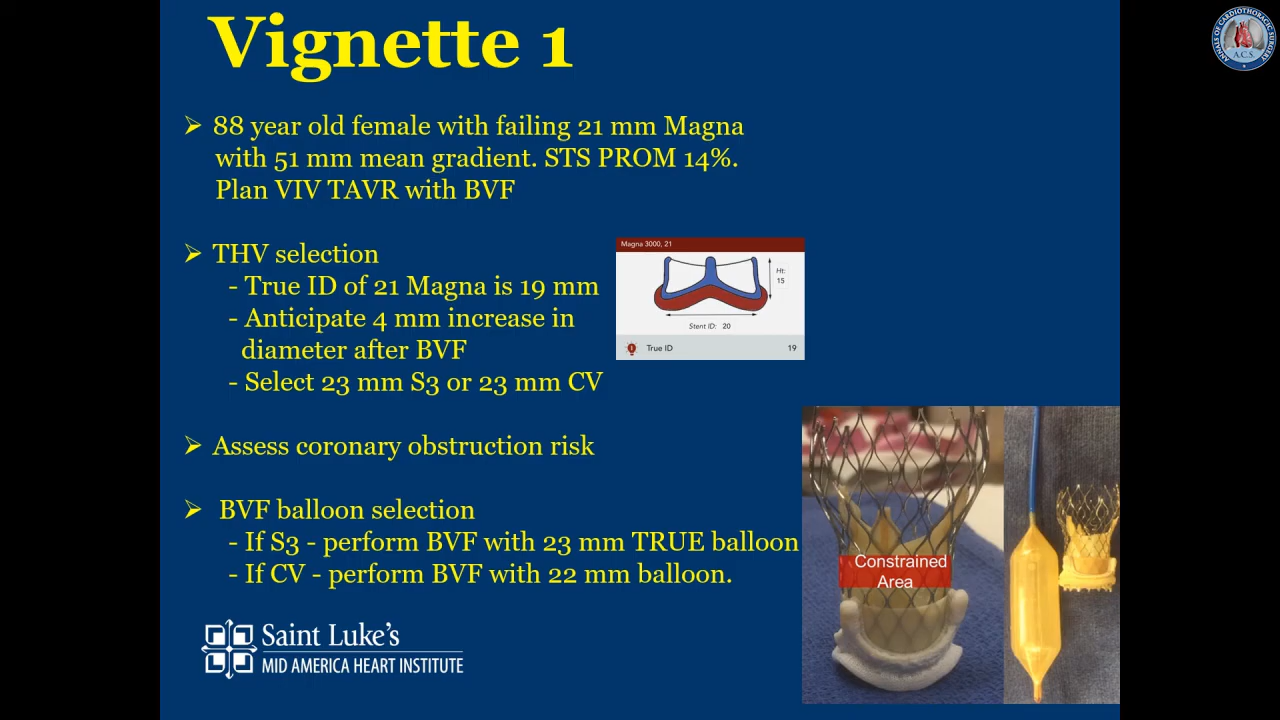 Vignette 1
ANNALS OF CARDIOTHORACIC SURGERY
A.C.S
➢ 88 year old female with failing 21 mm Magna
with 51 mm mean gradient. STS PROM 14%.
Plan VIV TAVR with BVF
➢ THV selection
- True ID of 21 Magna is 19 mm
- Anticipate 4 mm increase in
diameter after BVF
- Select 23 mm S3 or 23 mm CV
Magna 3000, 21
Ht:
15
Stent ID: 20
True ID 19
➢ Assess coronary obstruction risk
➢ BVF balloon selection
- If S3 - perform BVF with 23 mm TRUE balloon
- If CV - perform BVF with 22 mm balloon.
Constrained
Area
Saint Luke's
MID AMERICA HEART INSTITUTE